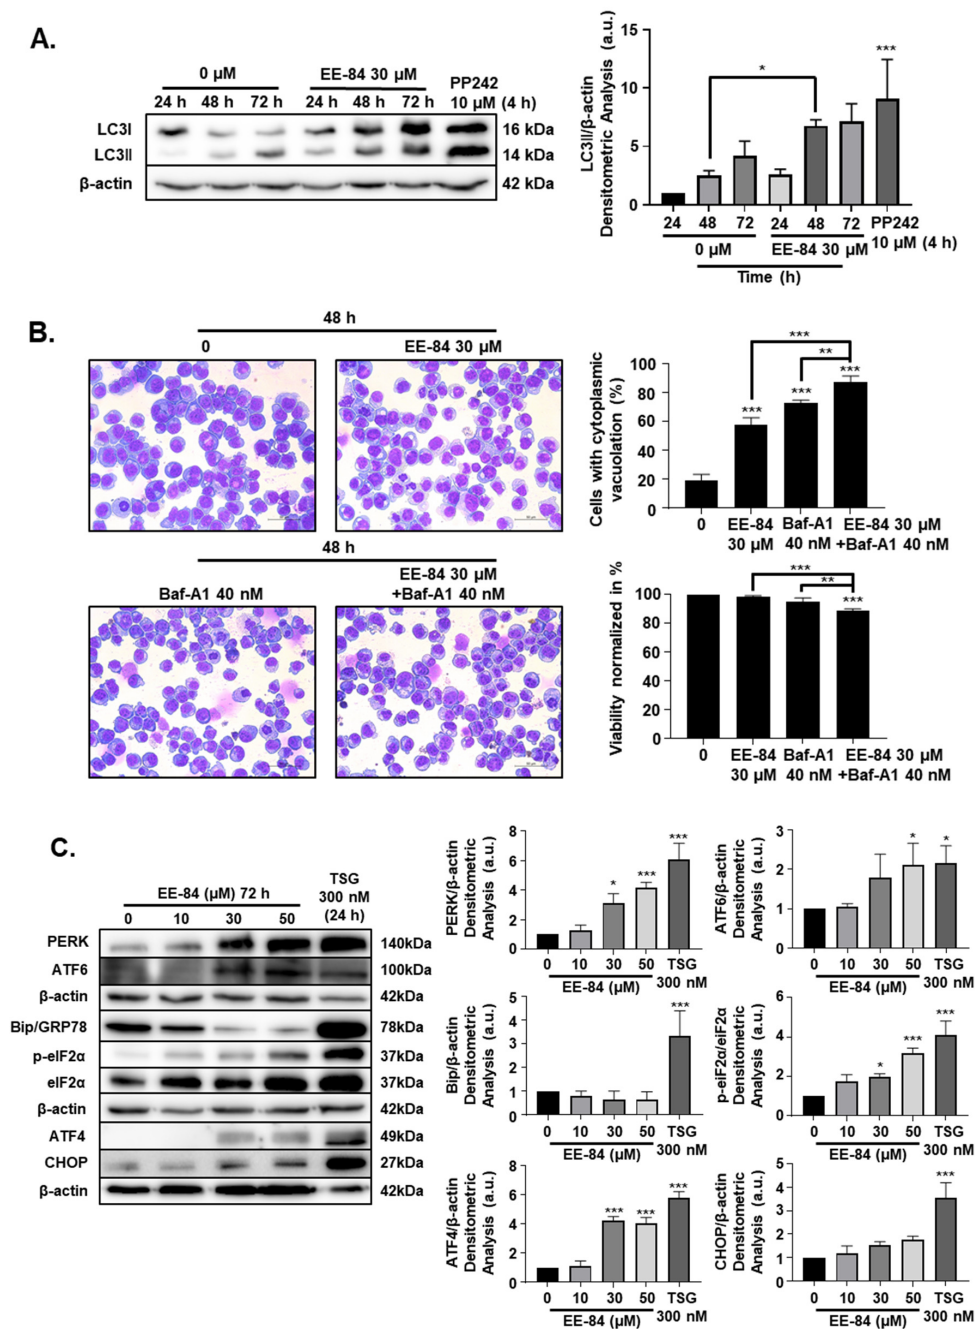 A.
0 µM
EE-84 30 µM
PP242
24 h 48 h 72 h 24 h 48 h 72 h 10 µM (4 h)
LC3I 16 kDa
LC3II 14 kDa
β-actin 42 kDa
LC3II/β-actin
Densitometric Analysis (a.u.)
15
10
5
0
*
***
24 48 72 24 48 72 PP242
10 µM (4 h)
0 µM EE-84 30 µM
Time (h)
B.
48 h
0 EE-84 30 µM
48 h
Baf-A1 40 nM
EE-84 30 µM
+Baf-A1 40 nM
Cells with cytoplasmic
vacuolation (%)
100
80
60
40
20
0
***
**
*** *** ***
0 EE-84 Baf-A1 EE-84 30 µM
30 µM 40 nM +Baf-A1 40 nM
Viability normalized in %
100
80
60
40
20
0
***
**
***
0 EE-84 Baf-A1 EE-84 30 µM
30 µM 40 nM +Baf-A1 40 nM
C.
EE-84 (µM) 72 h
TSG
300 nM
(24 h)
0 10 30 50
PERK 140kDa
ATF6 100kDa
β-actin 42kDa
Bip/GRP78 78kDa
p-eIF2α 37kDa
eIF2α 37kDa
β-actin 42kDa
ATF4 49kDa
CHOP 27kDa
β-actin 42kDa
PERK/β-actin
Densitometric
Analysis (a.u.)
8
6
4
2
0
* *** ***
0 10 30 50 TSG
EE-84 (µM) 300 nM
ATF6/β-actin
Densitometric
Analysis (a.u.)
3
2
1
0
* *
0 10 30 50 TSG
EE-84 (µM) 300 nM
Bip/β-actin
Densitometric
Analysis (a.u.)
5
4
3
2
1
0
***
0 10 30 50 TSG
EE-84 (µM) 300 nM
p-eiF2α/eiF2α
Densitometric
Analysis (a.u.)
6
4
2
0
* *** ***
0 10 30 50 TSG
EE-84 (µM) 300 nM
ATF4/β-actin
Densitometric
Analysis (a.u.)
8
6
4
2
0
*** *** ***
0 10 30 50 TSG
EE-84 (µM) 300 nM
CHOP/β-actin
Densitometric
Analysis (a.u.)
5
4
3
2
1
0
***
0 10 30 50 TSG
EE-84 (µM) 300 nM